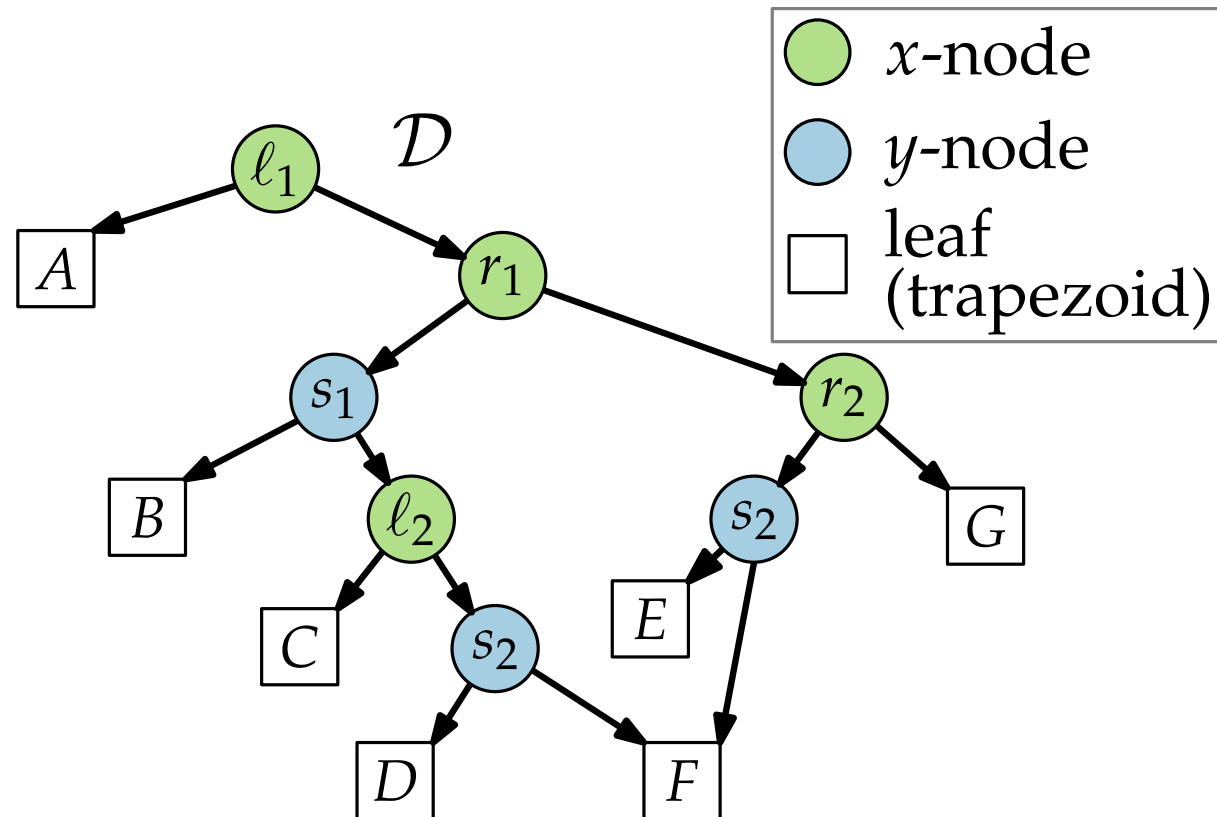 x-node
y-node
leaf
(trapezoid)
𝒟
ℓ1
A
r1
s1
r2
B
ℓ2
s2
G
C
E
s2
D
F